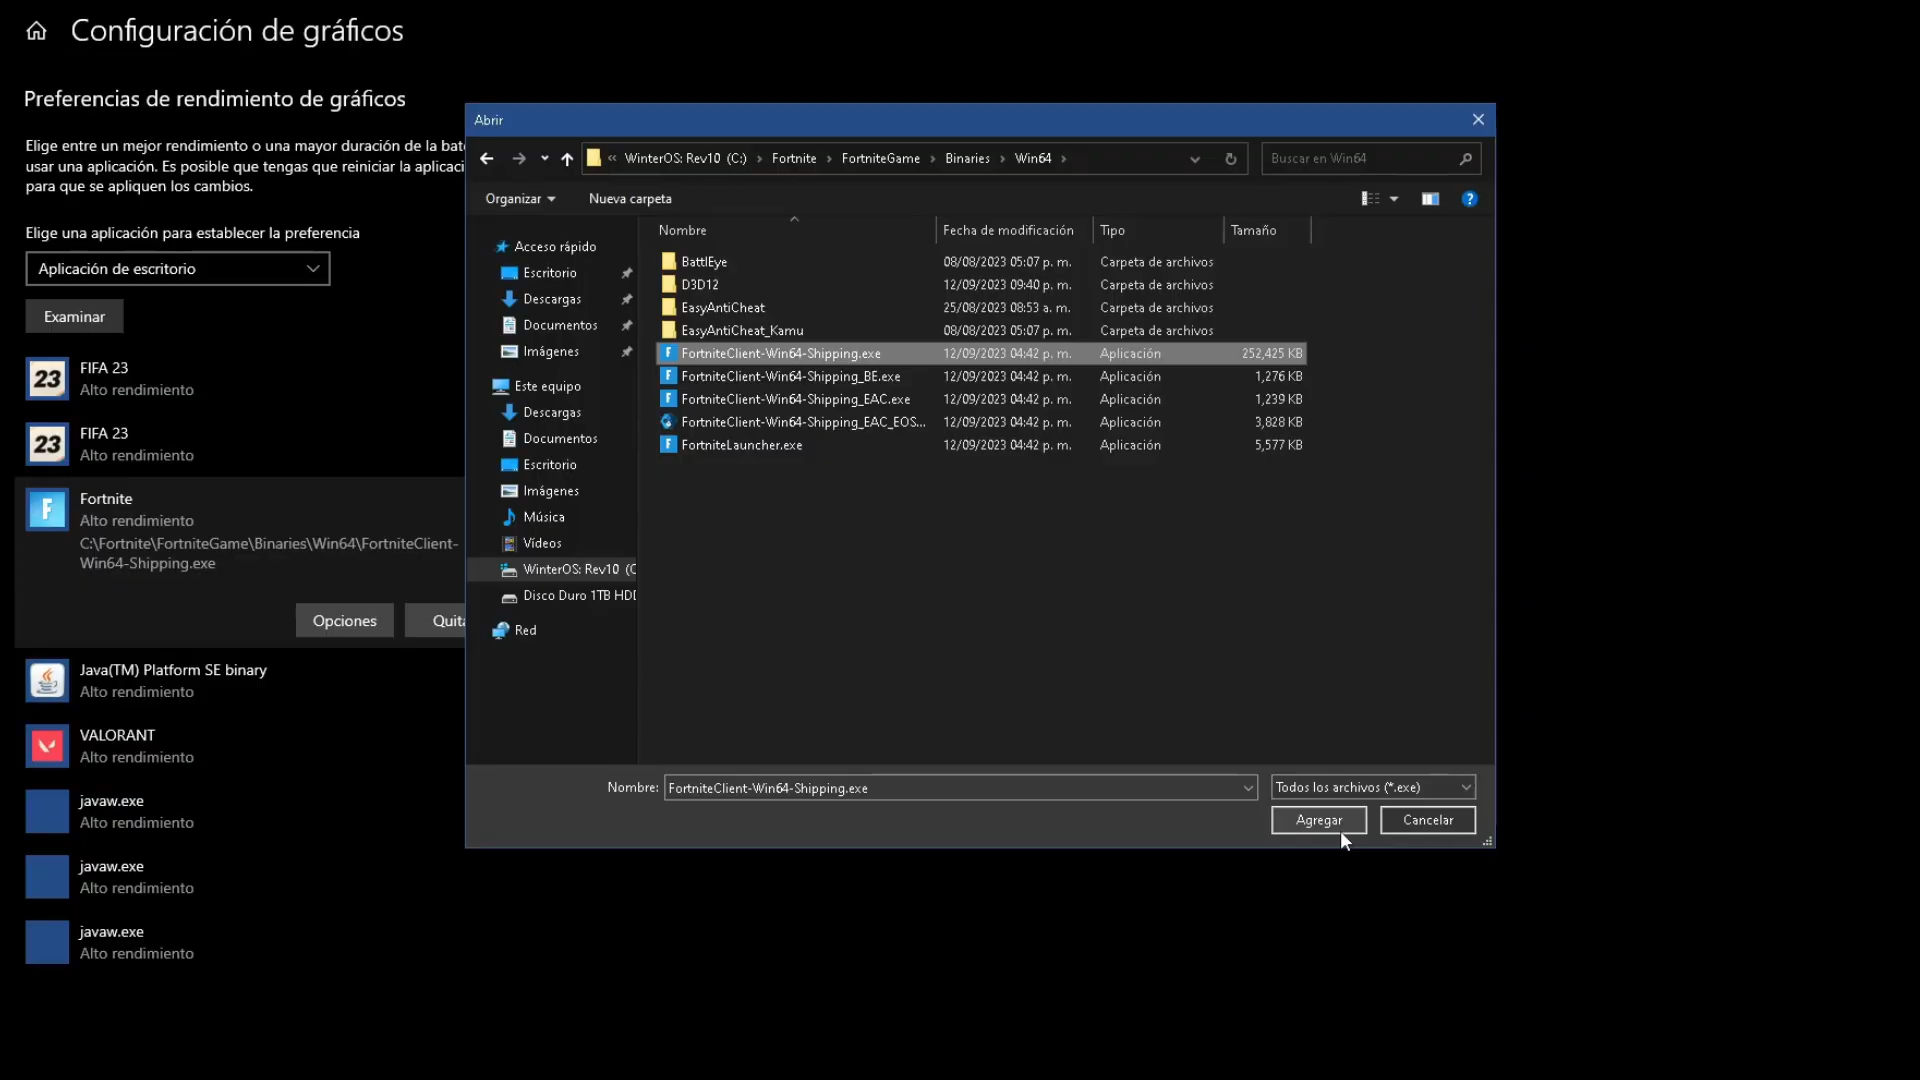 Configuración de gráficos
Preferencias de rendimiento de gráficos
Elige entre un mejor rendimiento o una mayor duración de la
usar una aplicación. Es posible que tengas que reiniciar la
para que se apliquen los cambios.
Elige una aplicación para establecer la preferencia
Aplicación de escritorio
Examinar
FIFA 23
Alto rendimiento
FIFA 23
Alto rendimiento
Fortnite
Alto rendimiento
C:\Fortnite\FortniteGame\Binaries\Win64\FortniteClient-
Win64-Shipping.exe
Opciones
Java(TM) Platform SE binary
Alto rendimiento
VALORANT
Alto rendimiento
javaw.exe
Alto rendimiento
javaw.exe
Alto rendimiento
javaw.exe
Alto rendimiento
Abrir
« WinterOS: Rev10 (C:) › Fortnite › FortniteGame › Binaries › Win64 ›
Buscar en Win64
Organizar
Nueva carpeta
Acceso rápido
Escritorio
Descargas
Documentos
Imágenes
Este equipo
Descargas
Documentos
Escritorio
Imágenes
Música
Vídeos
WinterOS: Rev10 (C
Disco Duro 1TB HDD
Red
Nombre Fecha de modificación Tipo Tamaño
BattlEye 08/08/2023 05:07 p. m. Carpeta de archivos
D3D12 12/09/2023 09:40 p. m. Carpeta de archivos
EasyAntiCheat 25/08/2023 08:53 a. m. Carpeta de archivos
EasyAntiCheat_Kamu 08/08/2023 05:07 p. m. Carpeta de archivos
FortniteClient-Win64-Shipping.exe 12/09/2023 04:42 p. m. Aplicación 252,425 KB
FortniteClient-Win64-Shipping_BE.exe 12/09/2023 04:42 p. m. Aplicación 1,276 KB
FortniteClient-Win64-Shipping_EAC.exe 12/09/2023 04:42 p. m. Aplicación 1,239 KB
FortniteClient-Win64-Shipping_EAC_EOS... 12/09/2023 04:42 p. m. Aplicación 3,828 KB
FortniteLauncher.exe 12/09/2023 04:42 p. m. Aplicación 5,577 KB
Nombre: FortniteClient-Win64-Shipping.exe
Todos los archivos (*.exe)
Agregar
Cancelar